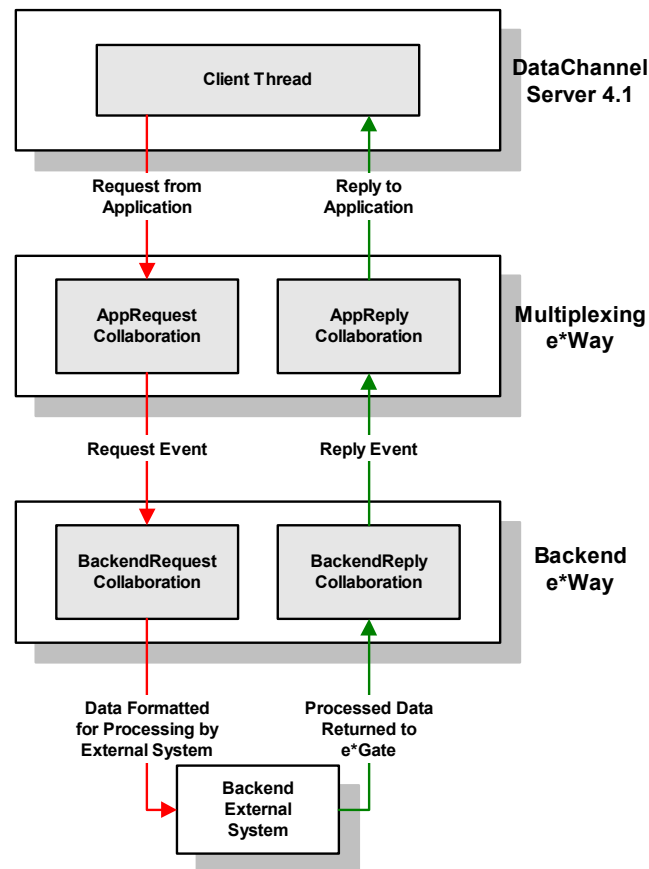 Client Thread
DataChannel
Server 4.1
Request from
Application
Reply to
Application
AppRequest
Collaboration
AppReply
Collaboration
Multiplexing
e*Way
Request Event
Reply Event
BackendRequest
Collaboration
BackendReply
Collaboration
Backend
e*Way
Data Formatted
for Processing by
External System
Processed Data
Returned to
e*Gate
Backend
External
System